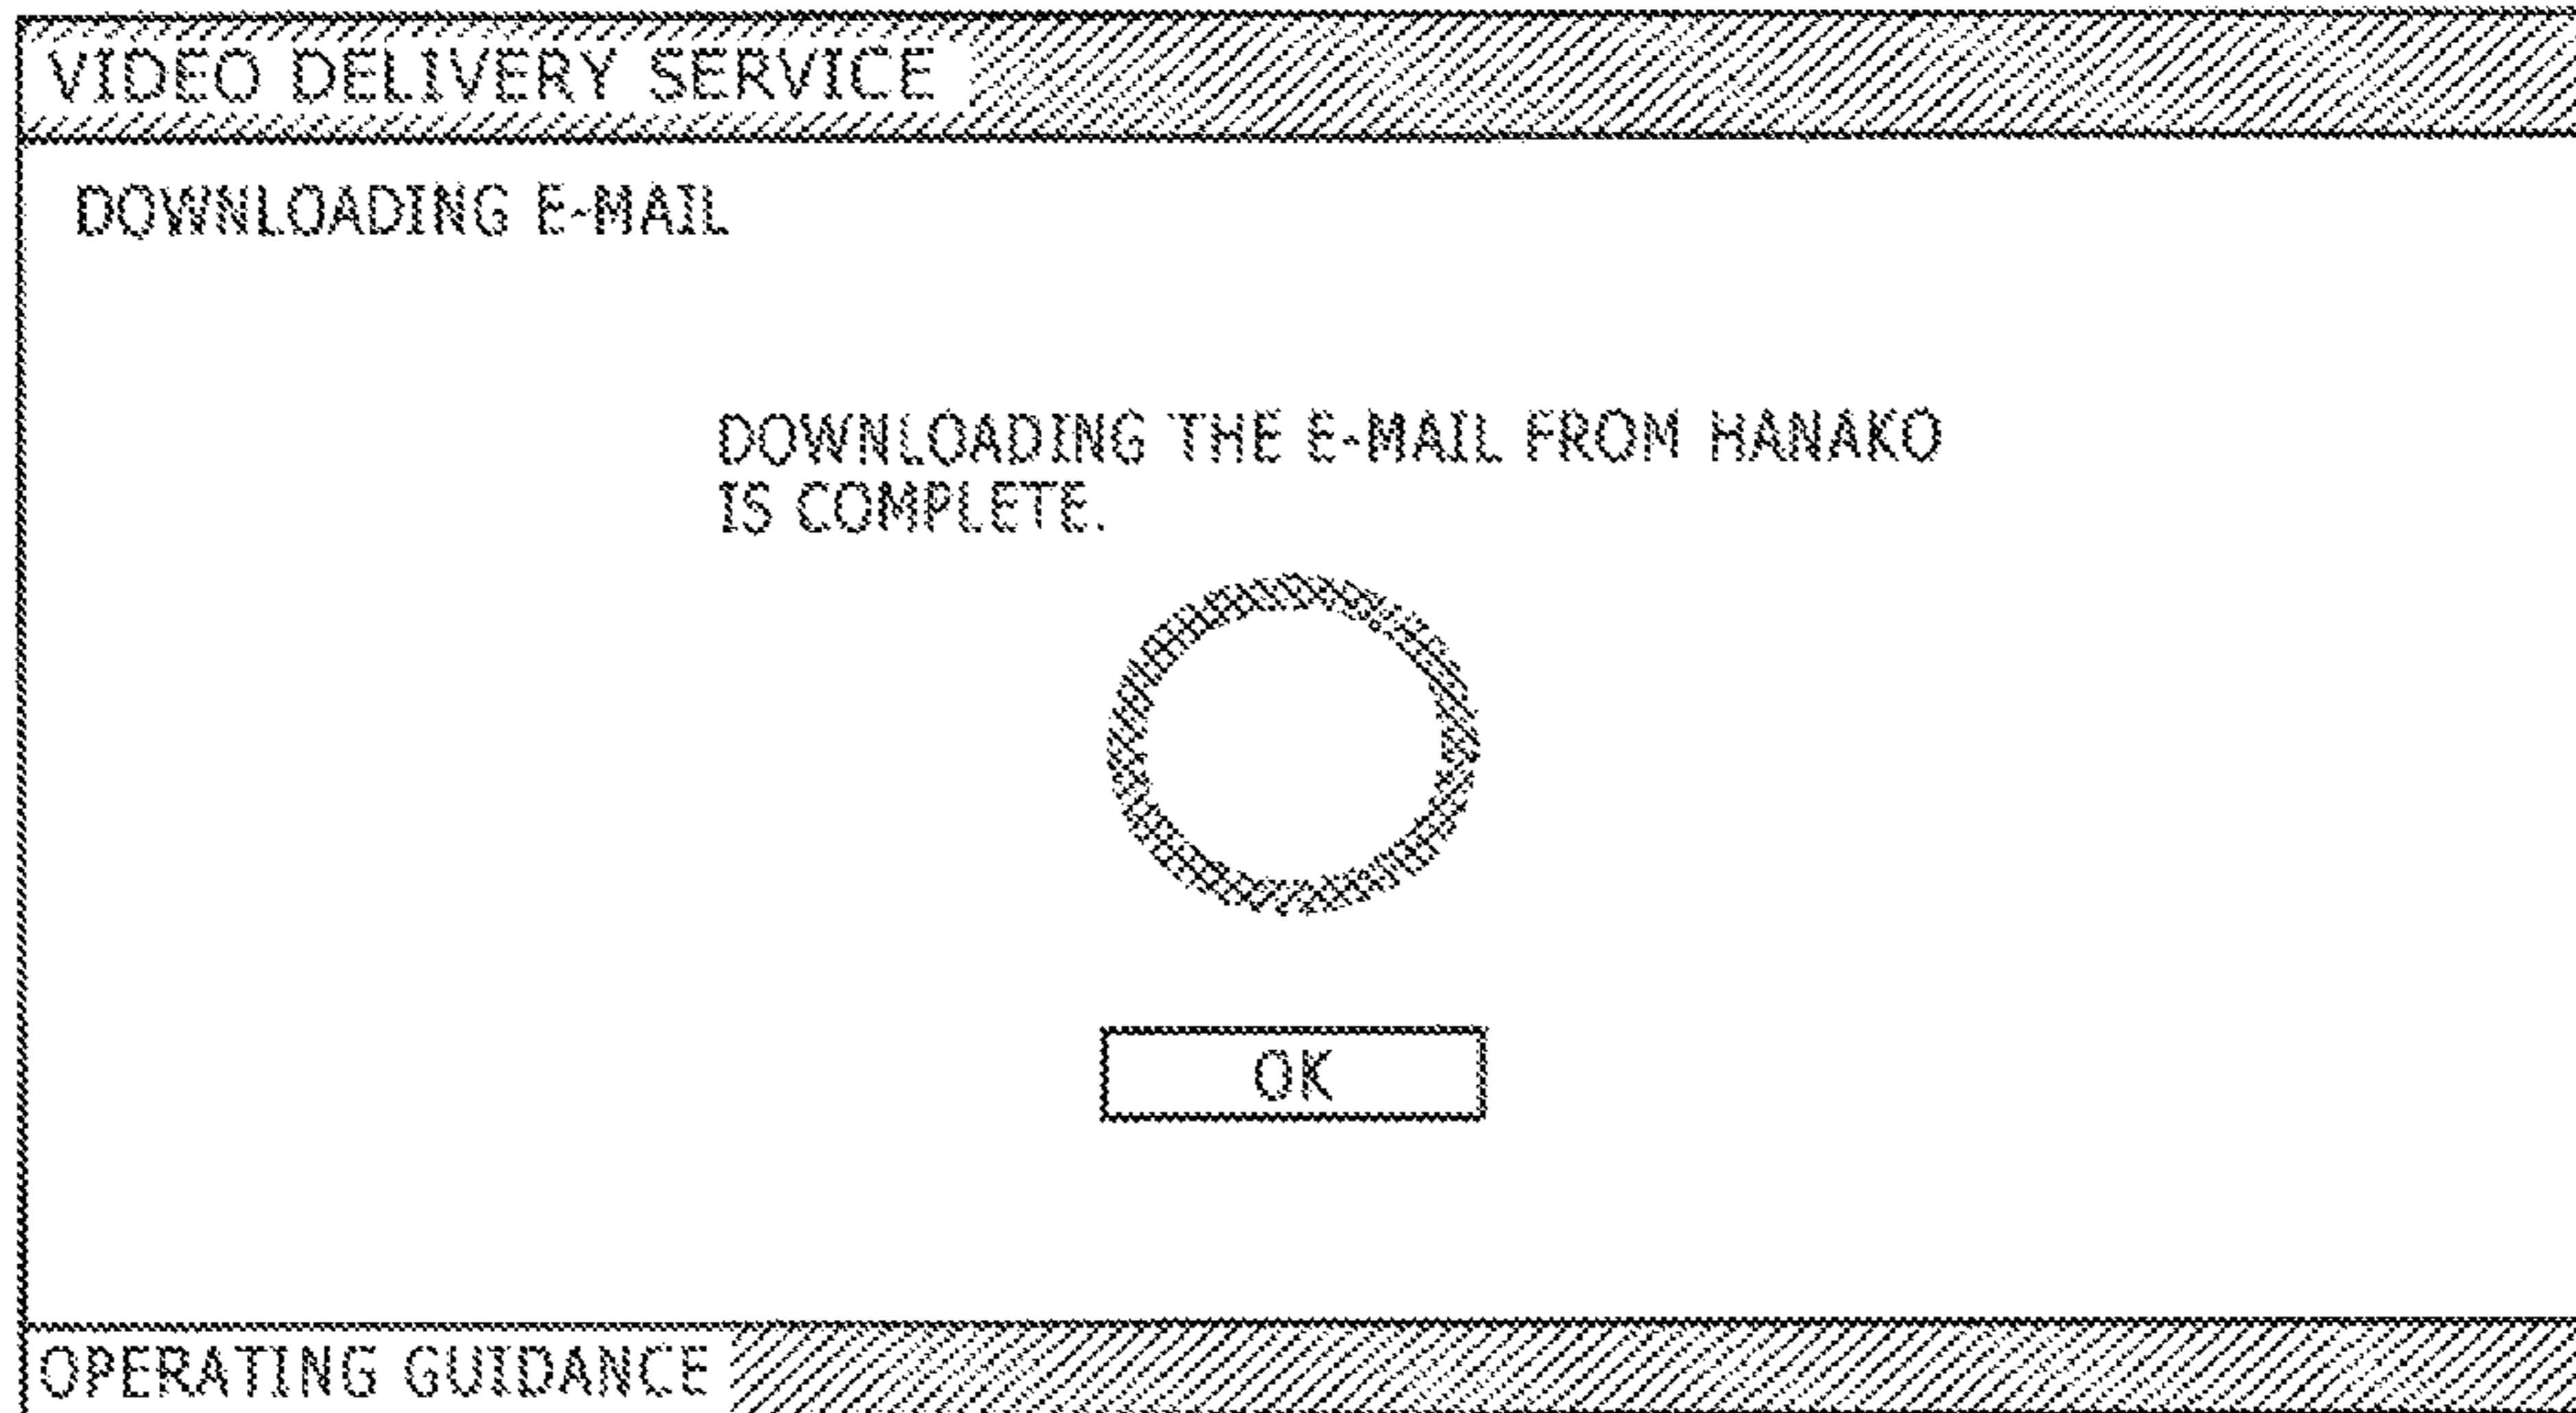 VIDEO DELIVERY SERVICE
DOWNLOADING E-MAIL
DOWNLOADING THE E-MAIL FROM HANAKO
IS COMPLETE.
OK
OPERATING GUIDANCE